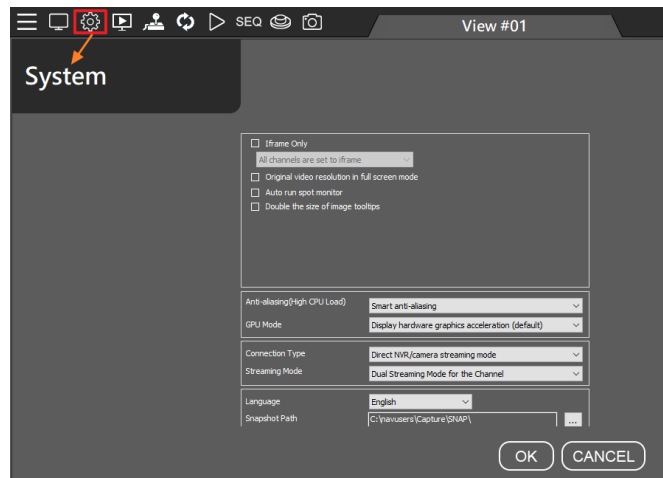 SEQ
View #01
System
Iframe Only
All channels are set to iframe
Original video resolution in full screen mode
Auto run spot monitor
Double the size of image tooltips
Anti-aliasing(High CPU Load)
Smart anti-aliasing
GPU Mode
Display hardware graphics acceleration (default)
Connection Type
Direct NVR/camera streaming mode
Streaming Mode
Dual Streaming Mode for the Channel
Language
English
Snapshot Path
C:\navusers\Capture\SNAP\
...
OK
CANCEL